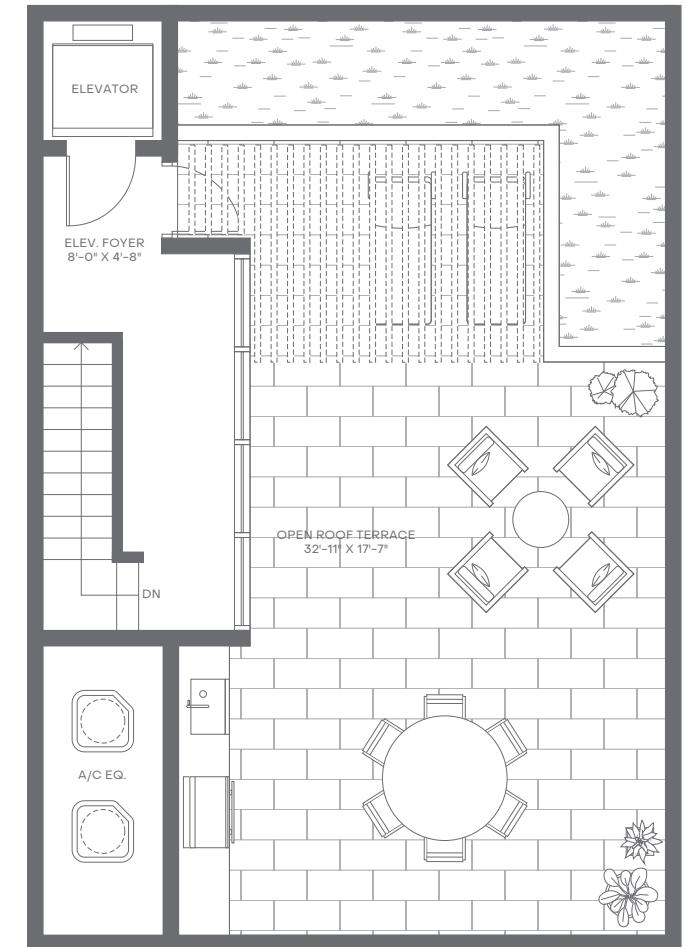 ELEVATOR
ELEV. FOYER
8'-0" X 4'-8"
OPEN ROOF TERRACE
32'-11" X 17'-7"
DN
A/C EQ.